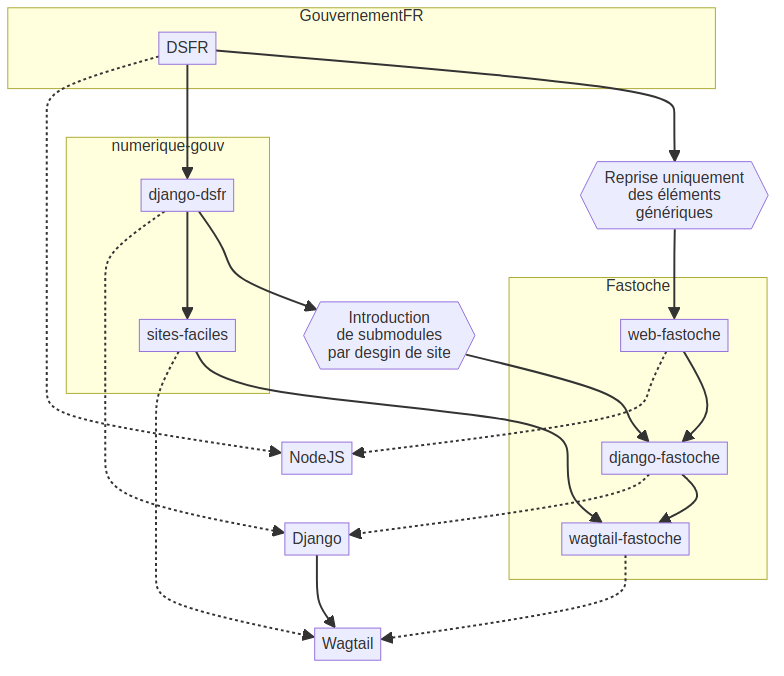 GouvernementFR
DSFR
numerique-gouv
django-dsfr
Reprise uniquement
des éléments
génériques
Fastoche
sites-faciles
Introduction
de submodules
par desgin de site
web-fastoche
NodeJS
django-fastoche
Django
wagtail-fastoche
Wagtail